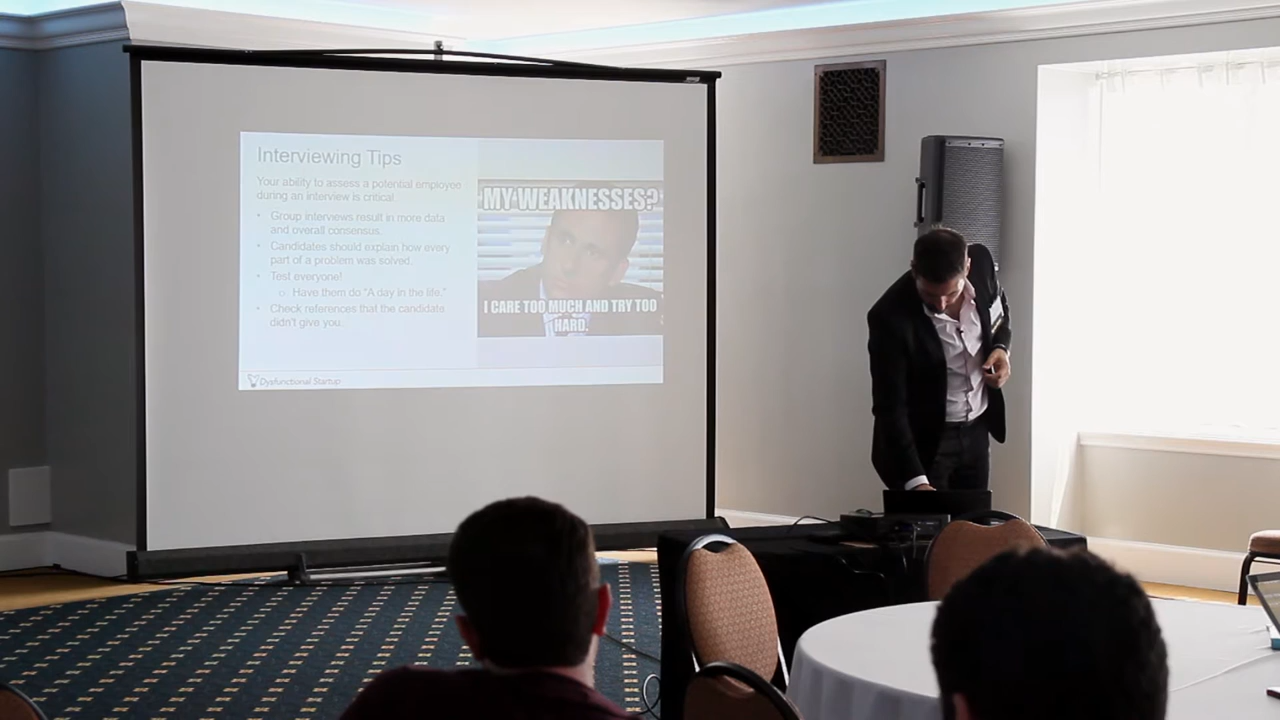 Interviewing Tips
Your ability to assess a potential employee
during an interview is critical
• Group interviews result in more data
and overall consensus.
• Candidates should explain how every
part of a problem was solved.
• Test everyone!
○ Have them do “A day in the life.”
• Check references that the candidate
didn't give you.
MY WEAKNESSES?
I CARE TOO MUCH AND TRY TOO
HARD.
Dysfunctional Startup